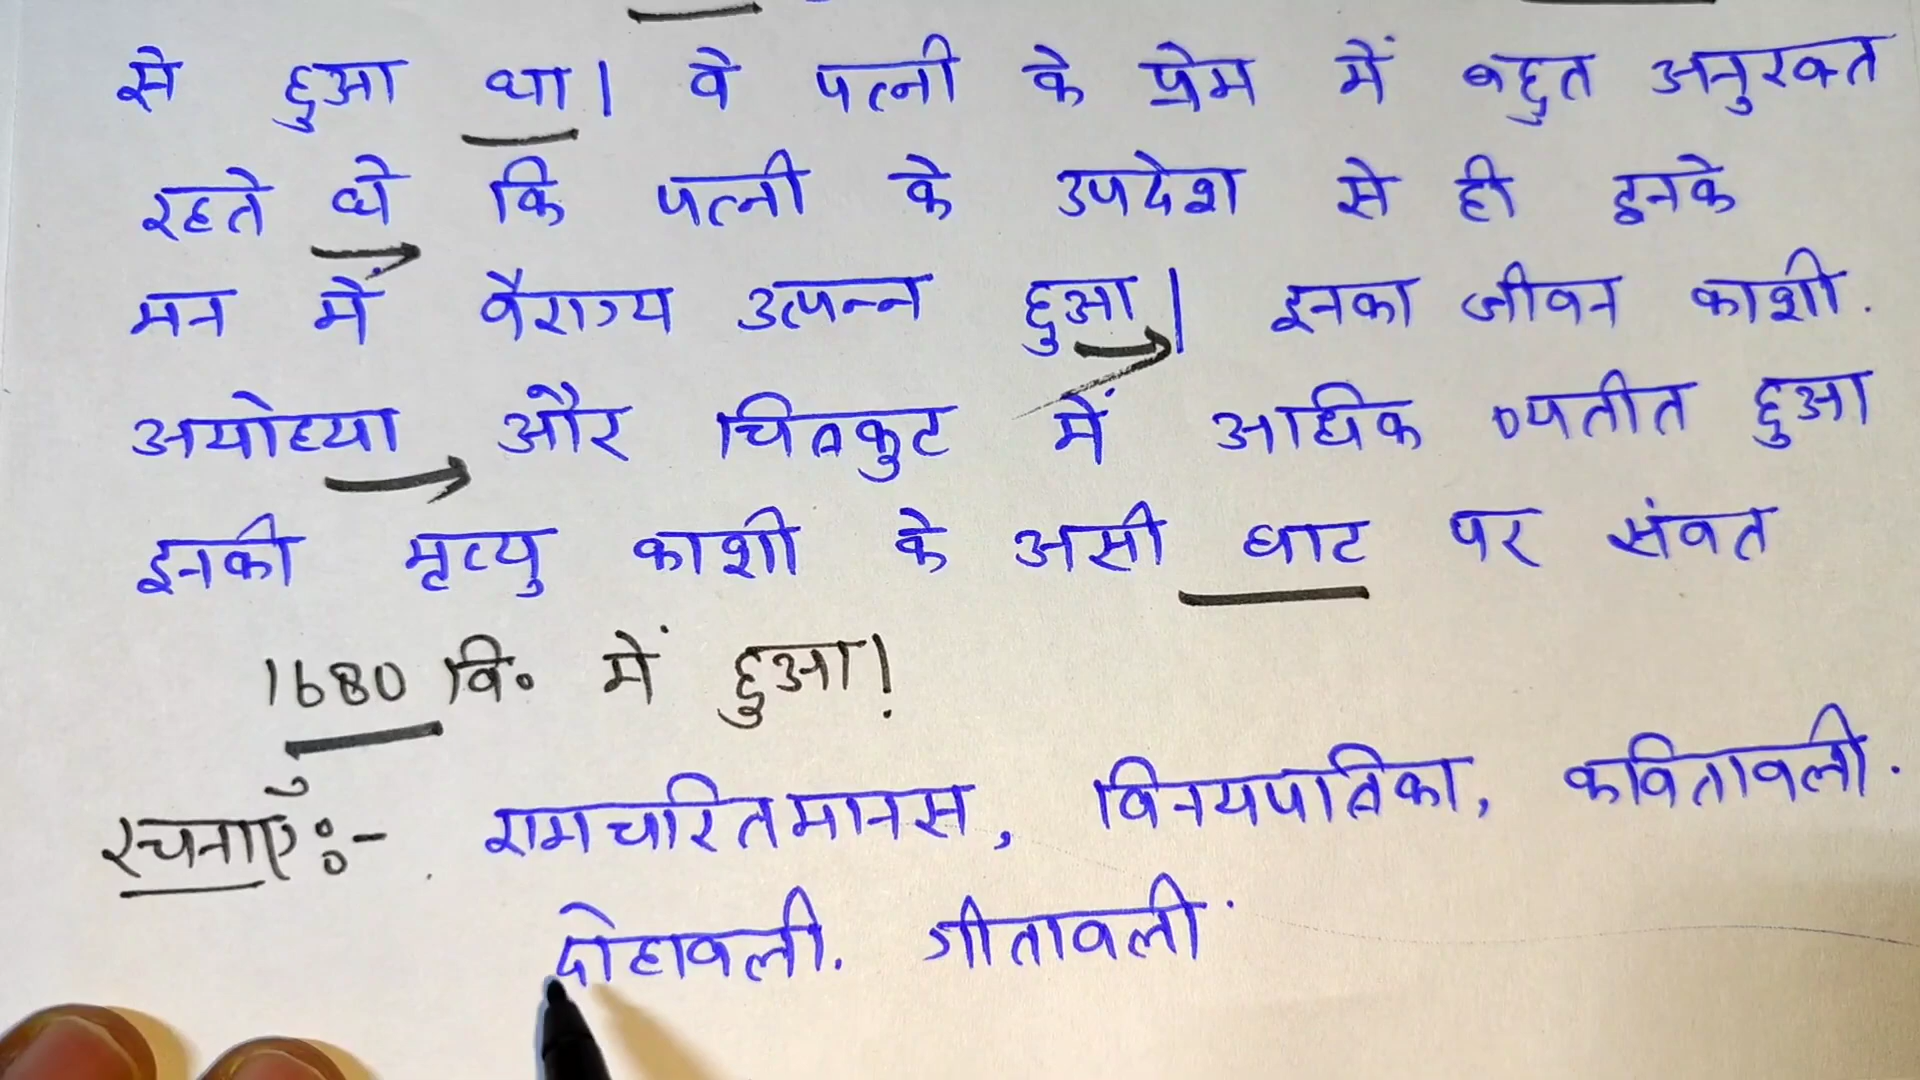 से हुआ था। वे पत्नी के प्रेम में बहुत अनुरक्त
रहते थे कि पत्नी के उपदेश से ही इनके
मन में वैराग्य उत्पन्न हुआ। इनका जीवन काशी.
अयोध्या और चित्रकुट में अधिक व्यतीत हुआ
इनकी मृत्यु काशी के असी घाट पर संवत
1680 वि० में हुआ!
रचनाएँ:- रामचरितमानस, विनयपत्रिका, कवितावली.
दोहावली. गीतावली.